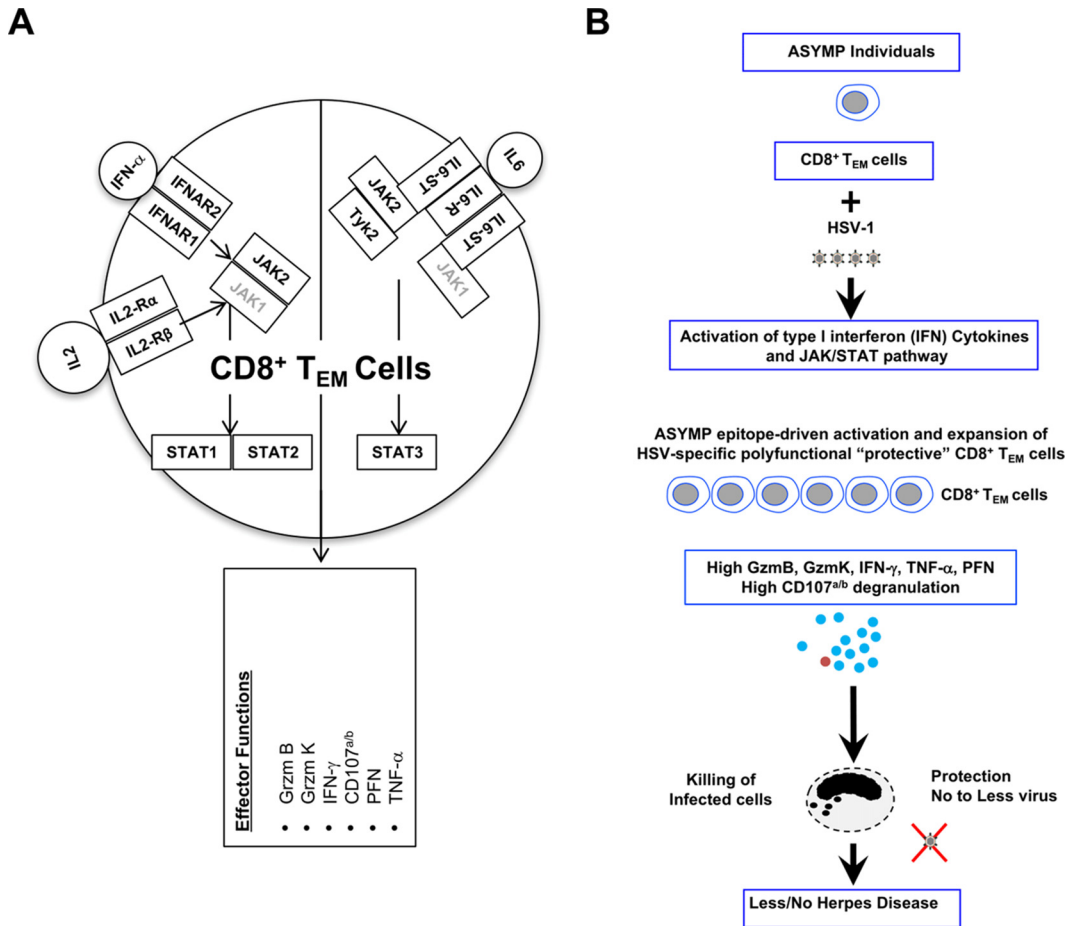 A
IFN-α
IFNAR2
IFNAR1
JAK2
JAK1
IL2
IL2-Rα
IL2-Rβ
IL6
IL6-ST
IL6-R
IL6-ST
JAK2
Tyk2
JAK1
CD8⁺ T_EM Cells
STAT1
STAT2
STAT3
Effector Functions
• Grzm B
• Grzm K
• IFN-γ
• CD107a/b
• PFN
• TNF-α
B
ASYMP Individuals
CD8⁺ T_EM cells
+
HSV-1
Activation of type I interferon (IFN) Cytokines
and JAK/STAT pathway
ASYMP epitope-driven activation and expansion of
HSV-specific polyfunctional “protective” CD8⁺ T_EM cells
CD8⁺ T_EM cells
High GzmB, GzmK, IFN-γ, TNF-α, PFN
High CD107a/b degranulation
Killing of
Infected cells
Protection
No to Less virus
Less/No Herpes Disease